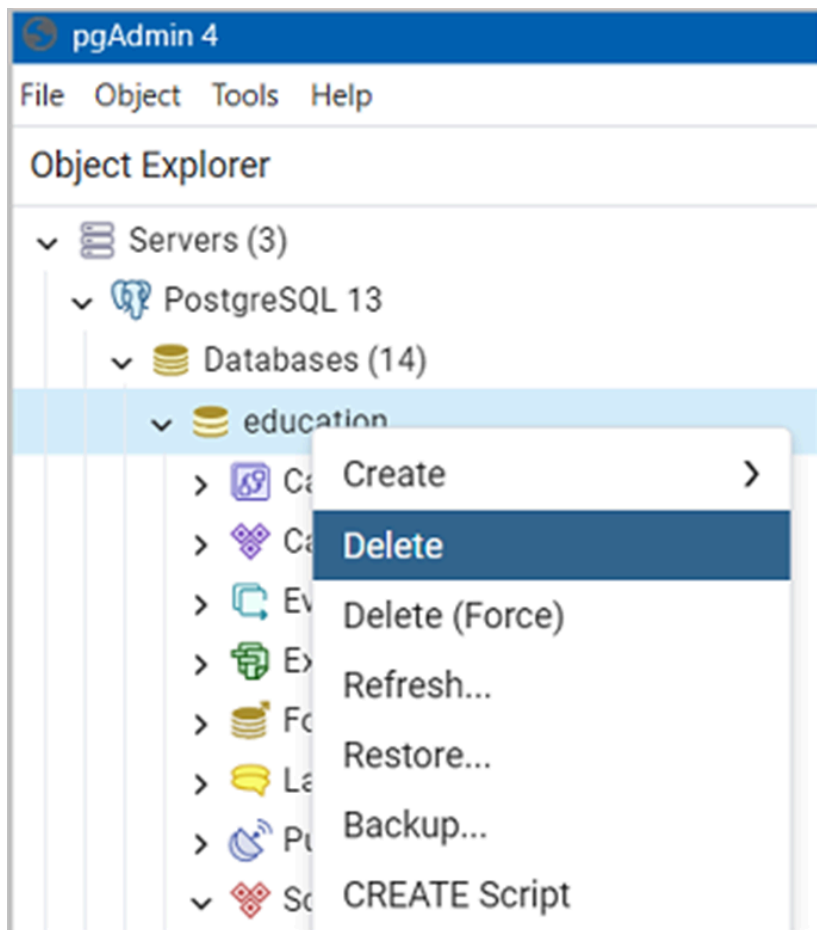 pgAdmin 4
File Object Tools Help
Object Explorer
Servers (3)
PostgreSQL 13
Databases (14)
education
Create
Delete
Delete (Force)
Refresh...
Restore...
Backup...
CREATE Script